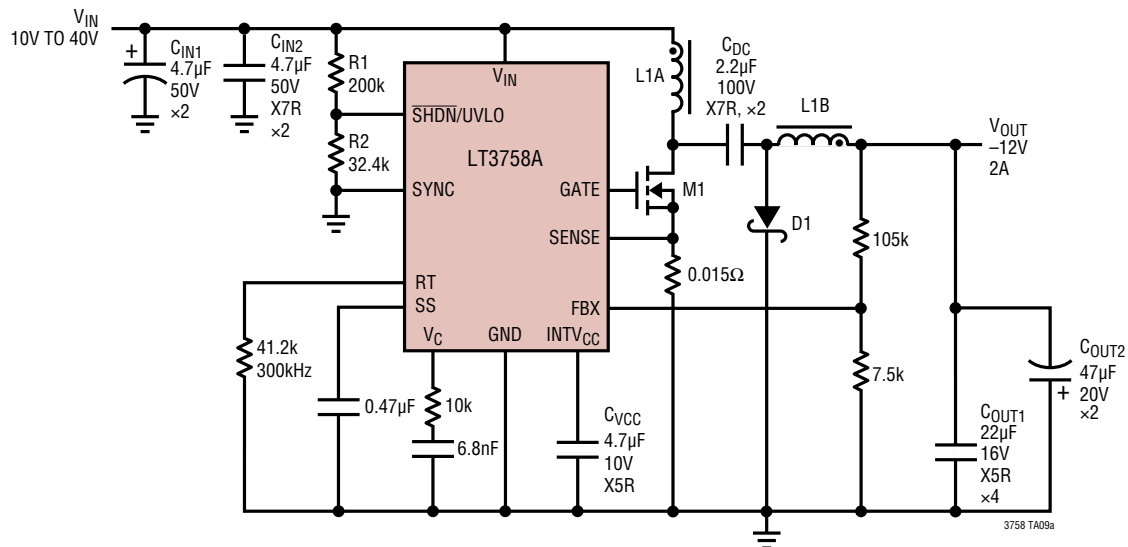 VIN
10V TO 40V
+
CIN1
4.7µF
50V
×2
CIN2
4.7µF
50V
X7R
×2
R1
200k
R2
32.4k
VIN
SHDN/UVLO
LT3758A
SYNC
GATE
SENSE
RT
SS
FBX
VC
GND
INTVCC
L1A
CDC
2.2µF
100V
X7R, ×2
L1B
VOUT
–12V
2A
M1
D1
105k
0.015Ω
7.5k
41.2k
300kHz
0.47µF
10k
6.8nF
CVCC
4.7µF
10V
X5R
COUT2
47µF
20V
×2
+
COUT1
22µF
16V
X5R
×4
3758 TA09a